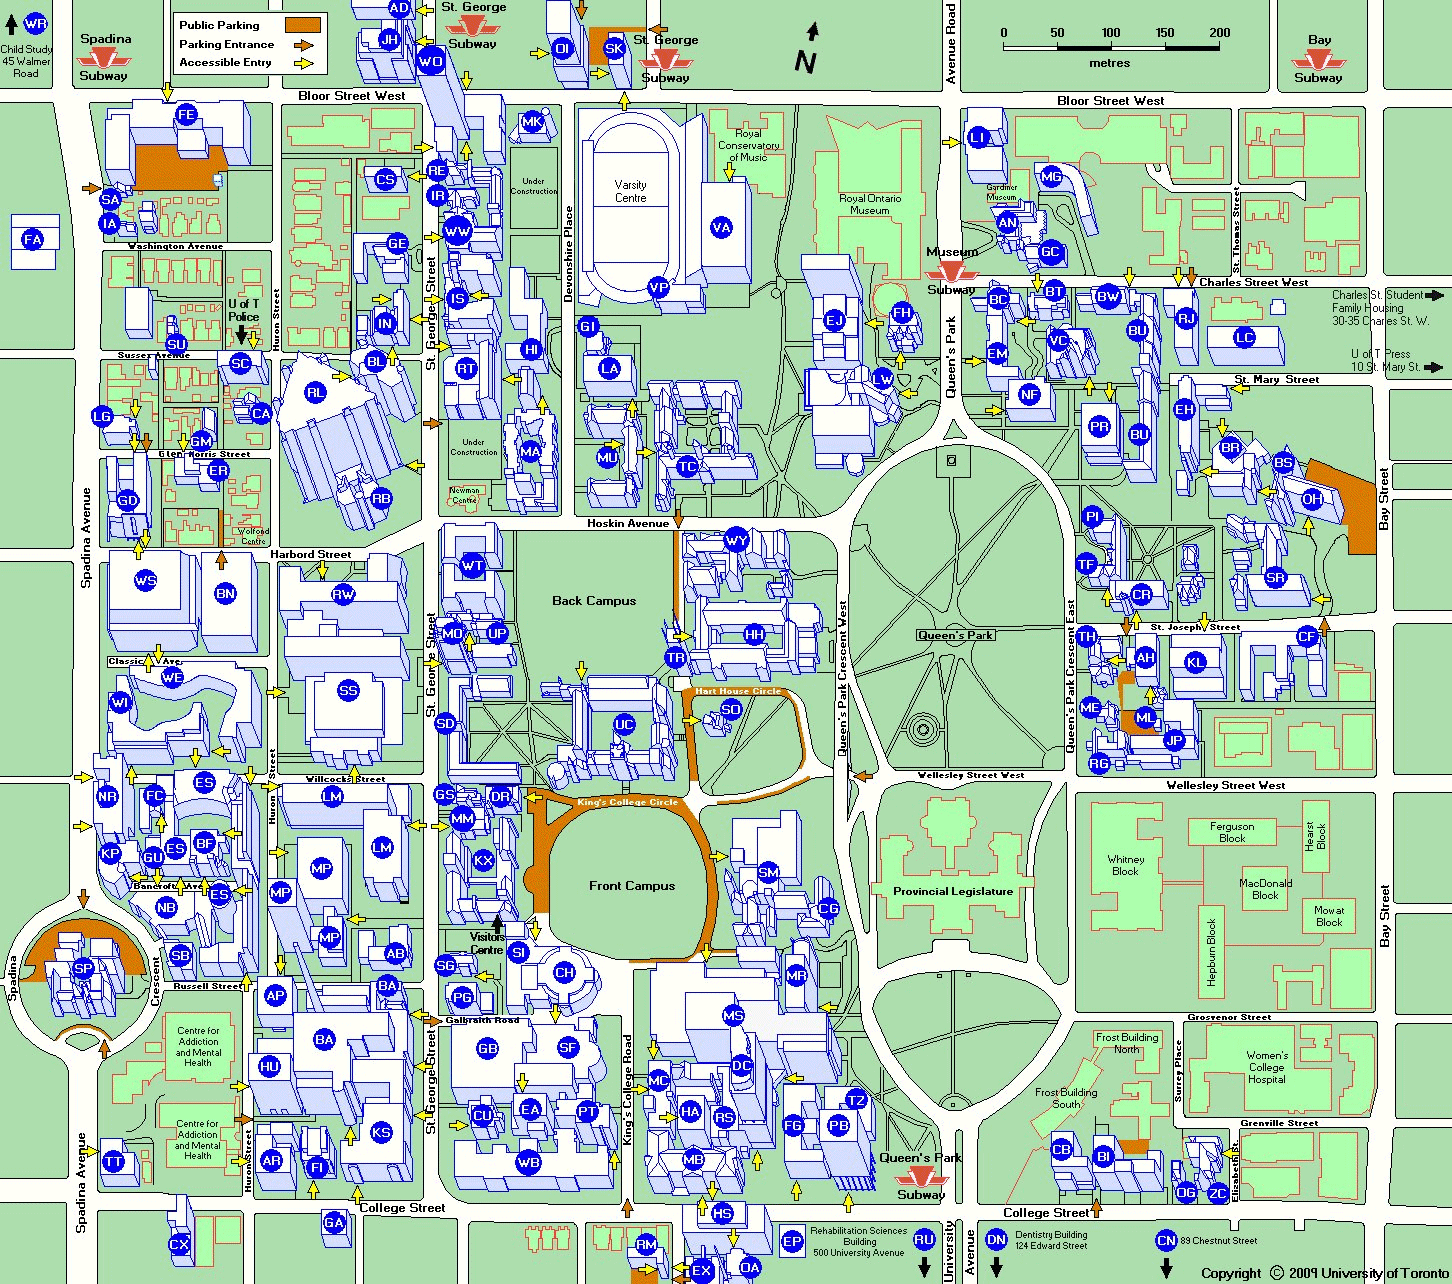 WR
Child Study
45 Walmer
Road
Spadina
Subway
Public Parking
Parking Entrance
Accessible Entry
AD
JH
WO
St. George
Subway
OI
SK
St. George
Subway
N
Avenue Road
0 50 100 150 200
metres
Bay
Subway
Bloor Street West
Bloor Street West
FE
MK
RE
CS
IR
SA
IA
FA
Under
Construction
Devonshire Place
Varsity
Centre
Royal
Conservatory
of Music
VA
VP
Royal Ontario
Museum
LI
Gardiner
Museum
MG
AN
GC
St. Thomas Street
Museum
Subway
Washington Avenue
GE
WW
IS
IN
St. George Street
Huron Street
U of T
Police
SU
Sussex Avenue
SC
BL
RL
RT
HI
GI
LA
EJ
FH
LW
Queen's Park
Charles Street West
BC
BT
BW
BU
RJ
VC
EM
NF
LC
Charles St. Student
Family Housing
30-35 Charles St. W.
U of T Press
10 St. Mary St.
St. Mary Street
LG
CA
GM
Glen Morris Street
ER
GD
Under
Construction
MA
MU
TC
Newman
Centre
RB
PR
BU
EH
BR
BS
OH
Bay Street
Spadina Avenue
Wolfond
Centre
Harbord Street
Hoskin Avenue
WS
BN
RW
WT
Back Campus
WY
HH
TR
PI
TF
CR
SR
Queen's Park
Queen's Park Crescent West
Queen's Park Crescent East
St. Joseph Street
MO
UP
St. George Street
Classics Ave.
WE
WI
SS
SD
UC
Hart House Circle
SO
TH
AH
KL
CF
ME
ML
JP
RG
Willcocks Street
Huron Street
Wellesley Street West
Wellesley Street West
NR
FC
ES
LM
LM
GS
DR
MM
King's College Circle
KP
GU
ES
BF
MP
KX
Front Campus
SM
CG
Provincial Legislature
Whitney
Block
Ferguson
Block
Hearst
Block
MacDonald
Block
Mowat
Block
Hepburn Block
Bay Street
Bancroft Ave.
NB
ES
MP
MP
AB
Visitors
Centre
SI
SP
Spadina
Crescent
SB
SG
CH
PG
MR
Russell Street
AP
BA
Galbraith Road
MS
Grosvenor Street
Centre for
Addiction
and Mental
Health
BA
HU
GB
SF
DC
MC
King's College Road
St. George Street
Frost Building
North
Frost Building
South
Surrey Place
Women's
College
Hospital
Centre for
Addiction
and Mental
Health
CU
EA
PT
HA
RS
FG
TZ
PB
KS
Grenville Street
Spadina Avenue
TT
Huron Street
AR
FI
WB
MB
Queen's Park
Subway
CB
BI
OG
ZC
Elizabeth St.
College Street
College Street
CX
GA
RM
HS
EX
OA
EP
Rehabilitation Sciences
Building
500 University Avenue
RU
University
Avenue
DN
Dentistry Building
124 Edward Street
CN
89 Chestnut Street
Copyright © 2009 University of Toronto